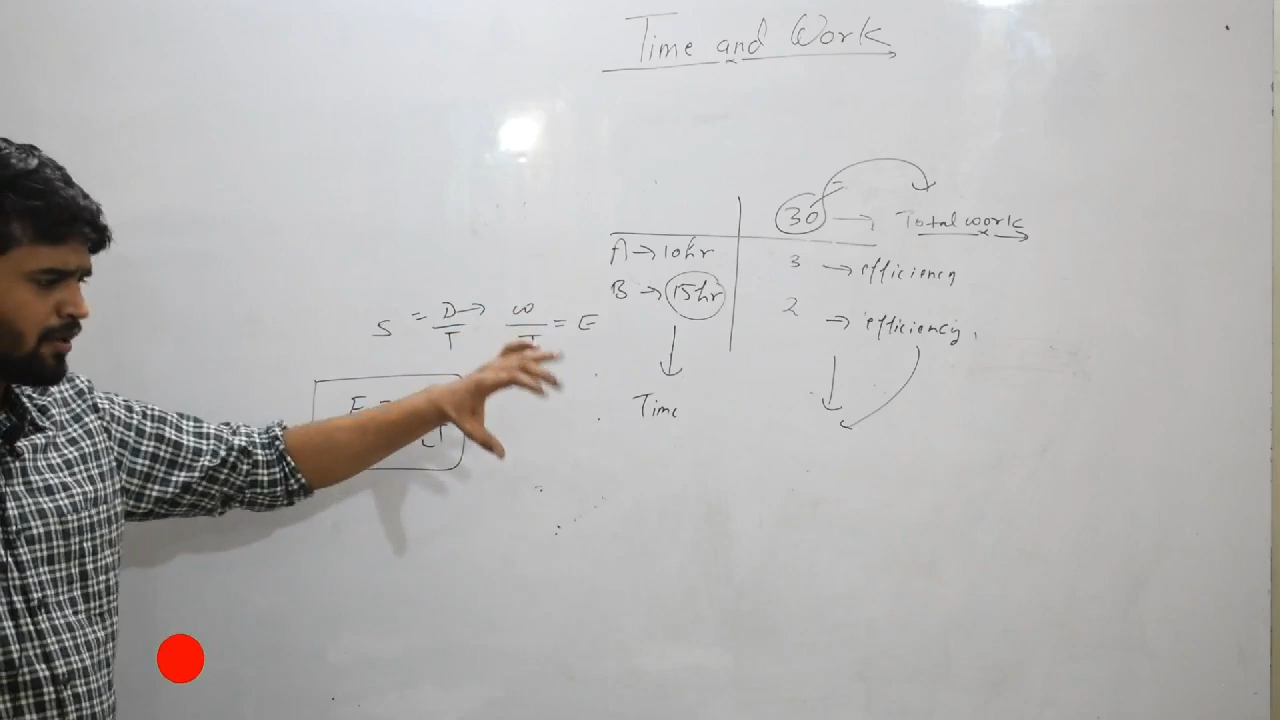 Time and Work
30 → Total work
A → 10hr
3 → efficiency
B → 15hr
2 → efficiency
S = D/T → W/T = E
E =
Time